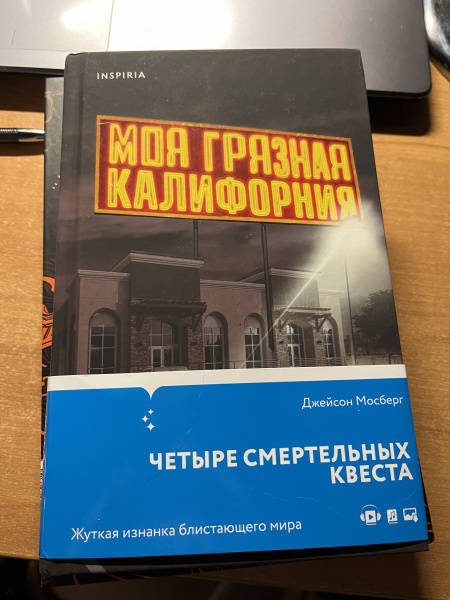 INSPIRIA
МОЯ ГРЯЗНАЯ
КАЛИФОРНИЯ
Джейсон Мосберг
ЧЕТЫРЕ СМЕРТЕЛЬНЫХ
КВЕСТА
Жуткая изнанка блистающего мира